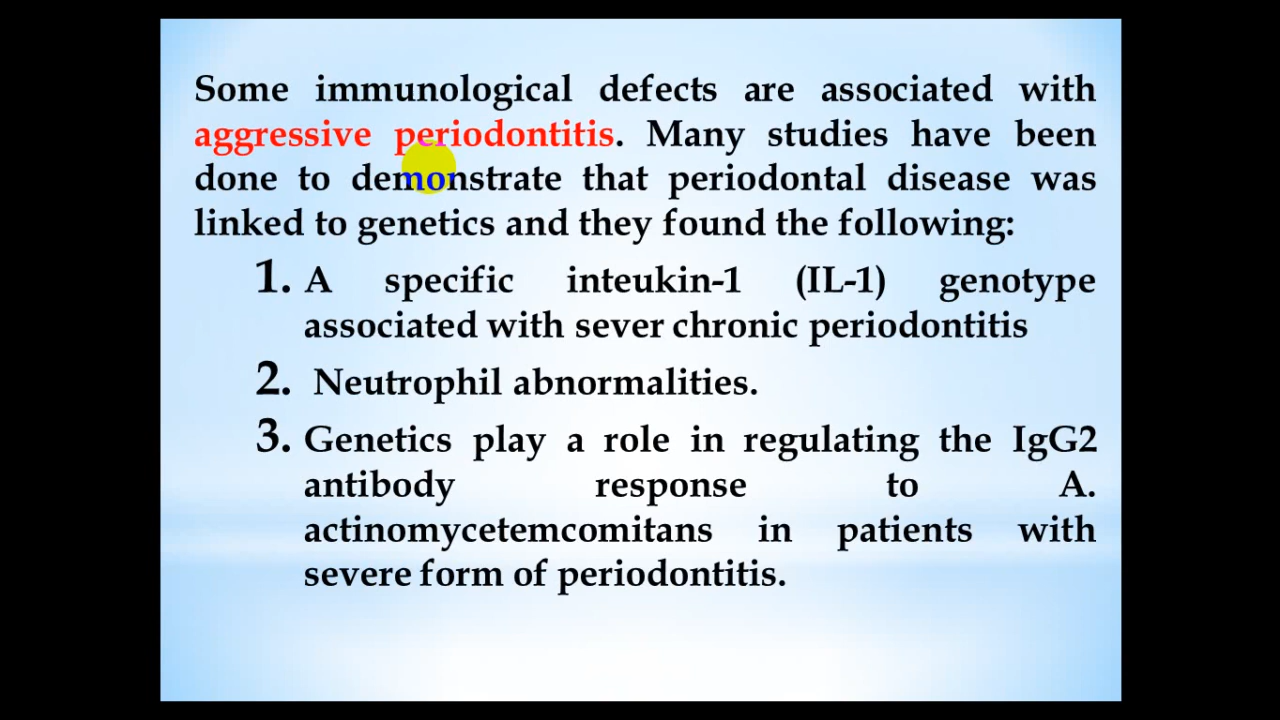 Some immunological defects are associated with
aggressive periodontitis. Many studies have been
done to demonstrate that periodontal disease was
linked to genetics and they found the following:
1. A specific inteukin-1 (IL-1) genotype
associated with sever chronic periodontitis
2. Neutrophil abnormalities.
3. Genetics play a role in regulating the IgG2
antibody response to A.
actinomycetemcomitans in patients with
severe form of periodontitis.